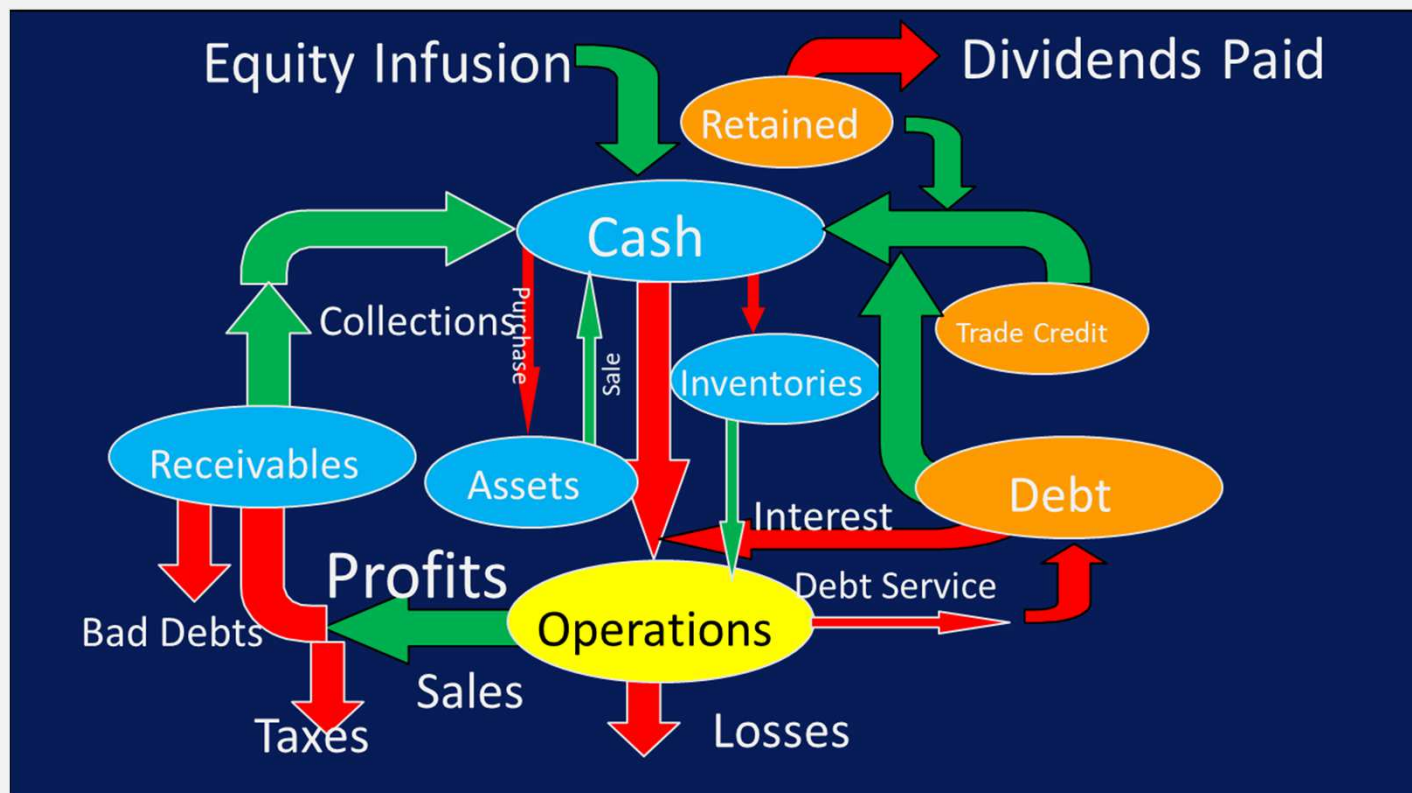 Equity Infusion
Dividends Paid
Retained
Cash
Collections
Purchase
Sale
Trade Credit
Inventories
Receivables
Assets
Debt
Interest
Profits
Debt Service
Bad Debts
Operations
Sales
Taxes
Losses